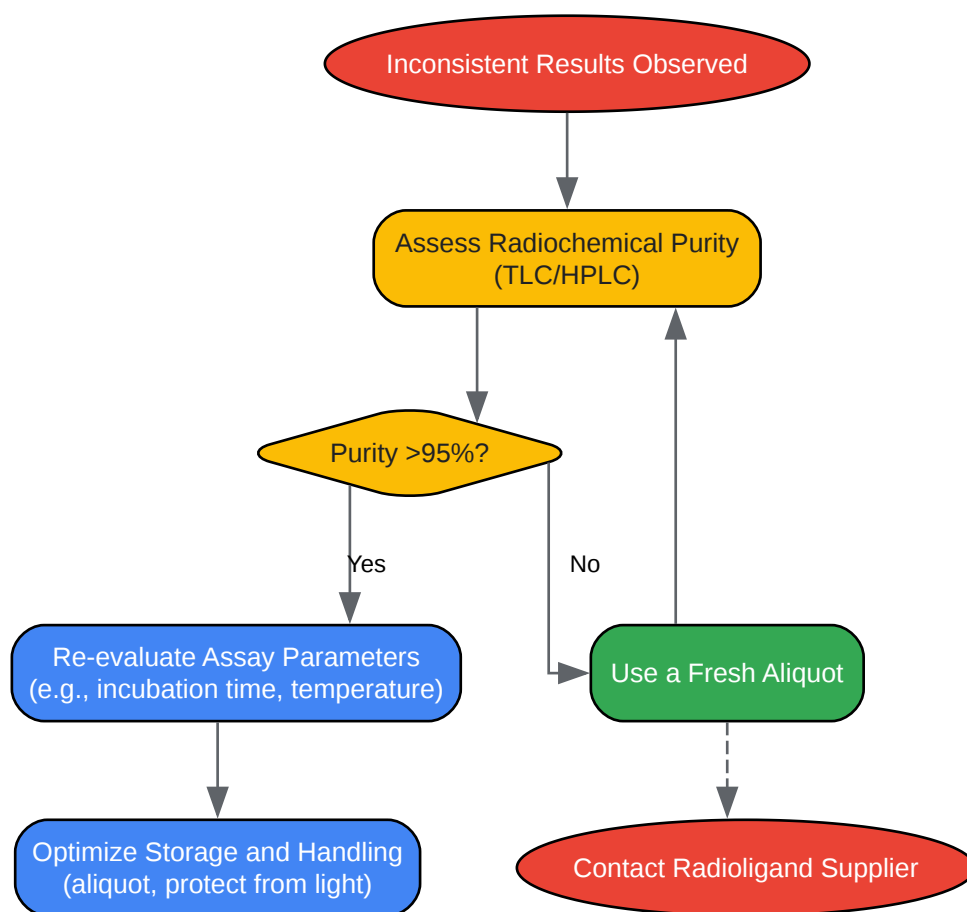 Inconsistent Results Observed
Assess Radiochemical Purity
(TLC/HPLC)
Purity >95%?
Yes
No
Re-evaluate Assay Parameters
(e.g., incubation time, temperature)
Use a Fresh Aliquot
Optimize Storage and Handling
(aliquot, protect from light)
Contact Radioligand Supplier